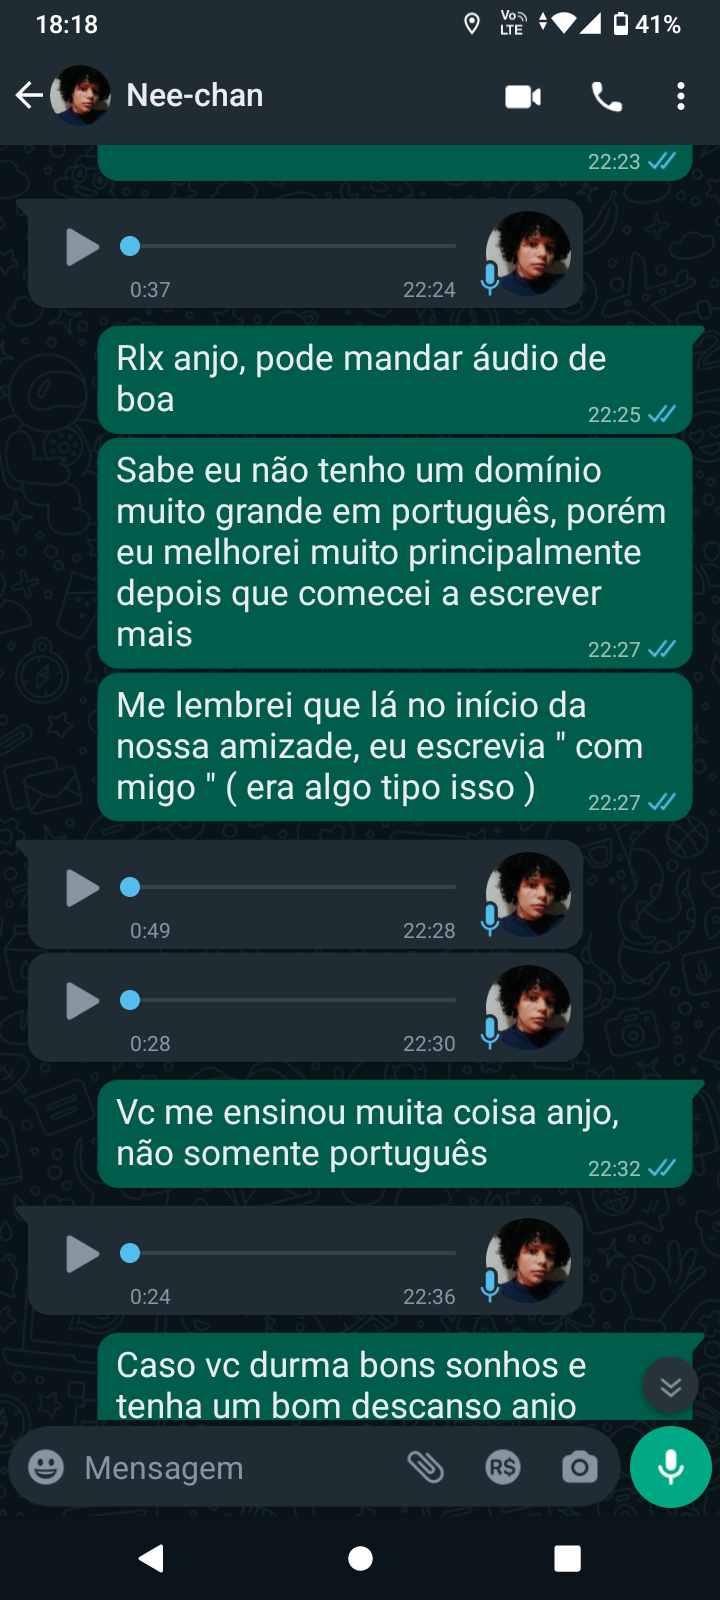 18:18
Vo LTE
41%
Nee-chan
22:23
0:37
22:24
Rlx anjo, pode mandar áudio de
boa
22:25
Sabe eu não tenho um domínio
muito grande em português, porém
eu melhorei muito principalmente
depois que comecei a escrever
mais
22:27
Me lembrei que lá no início da
nossa amizade, eu escrevia " com
migo " ( era algo tipo isso )
22:27
0:49
22:28
0:28
22:30
Vc me ensinou muita coisa anjo,
não somente português
22:32
0:24
22:36
Caso vc durma bons sonhos e
tenha um bom descanso anjo
Mensagem
R$